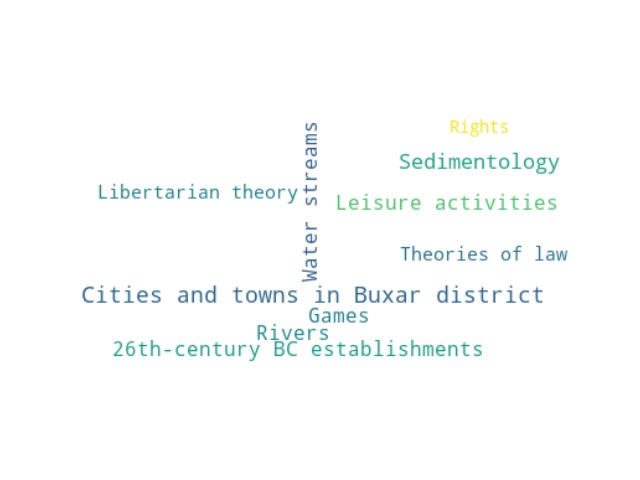 Rights
Sedimentology
Water streams
Libertarian theory
Leisure activities
Theories of law
Cities and towns in Buxar district
Games
Rivers
26th-century BC establishments